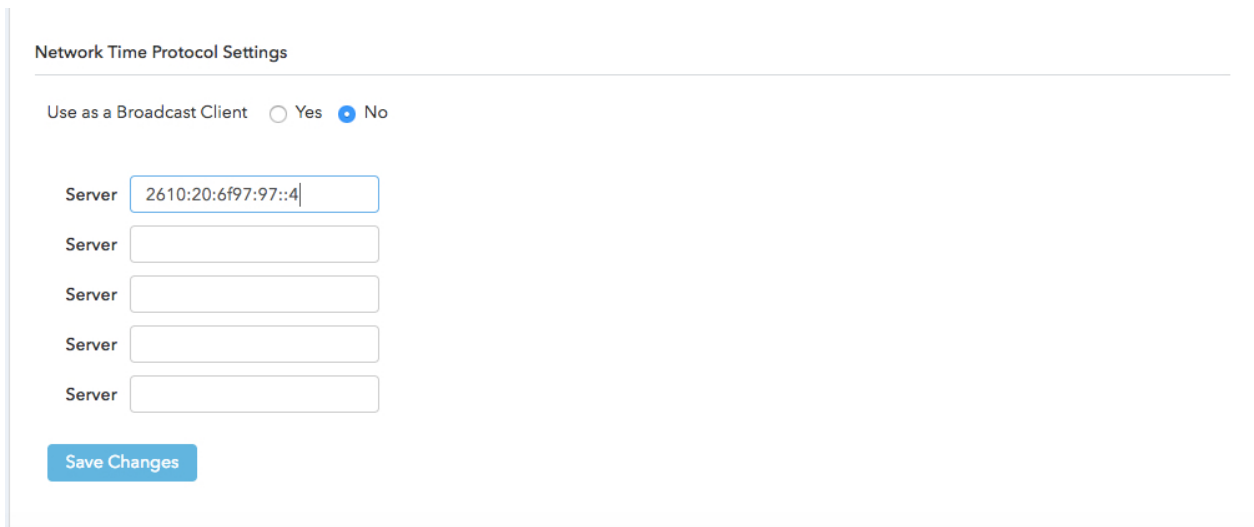 Network Time Protocol Settings
Use as a Broadcast Client Yes No
Server 2610:20:6f97:97::4
Server
Server
Server
Server
Save Changes